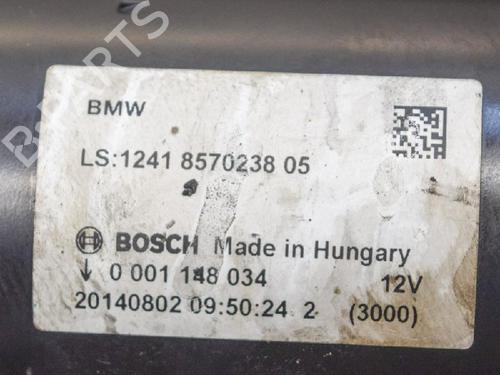 B-PARTS
BMW
LS:1241 8570238 05
BOSCH Made in Hungary
0 001 148 034 12V
20140802 09:50:24 2 (3000)